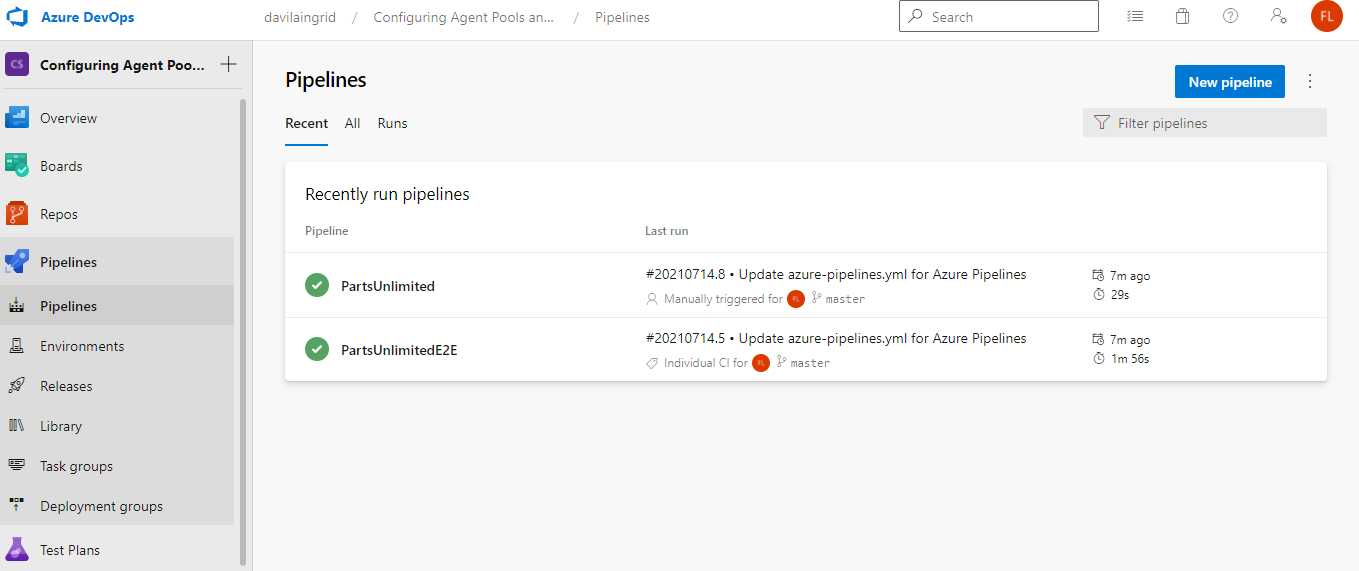 Azure DevOps
davilaingrid / Configuring Agent Pools an... / Pipelines
Search
FL
CS
Configuring Agent Poo...
Overview
Boards
Repos
Pipelines
Pipelines
Environments
Releases
Library
Task groups
Deployment groups
Test Plans
Pipelines
New pipeline
Recent
All
Runs
Filter pipelines
Recently run pipelines
Pipeline
Last run
PartsUnlimited
#20210714.8 • Update azure-pipelines.yml for Azure Pipelines
Manually triggered for FL master
7m ago
29s
PartsUnlimitedE2E
#20210714.5 • Update azure-pipelines.yml for Azure Pipelines
Individual CI for FL master
7m ago
1m 56s